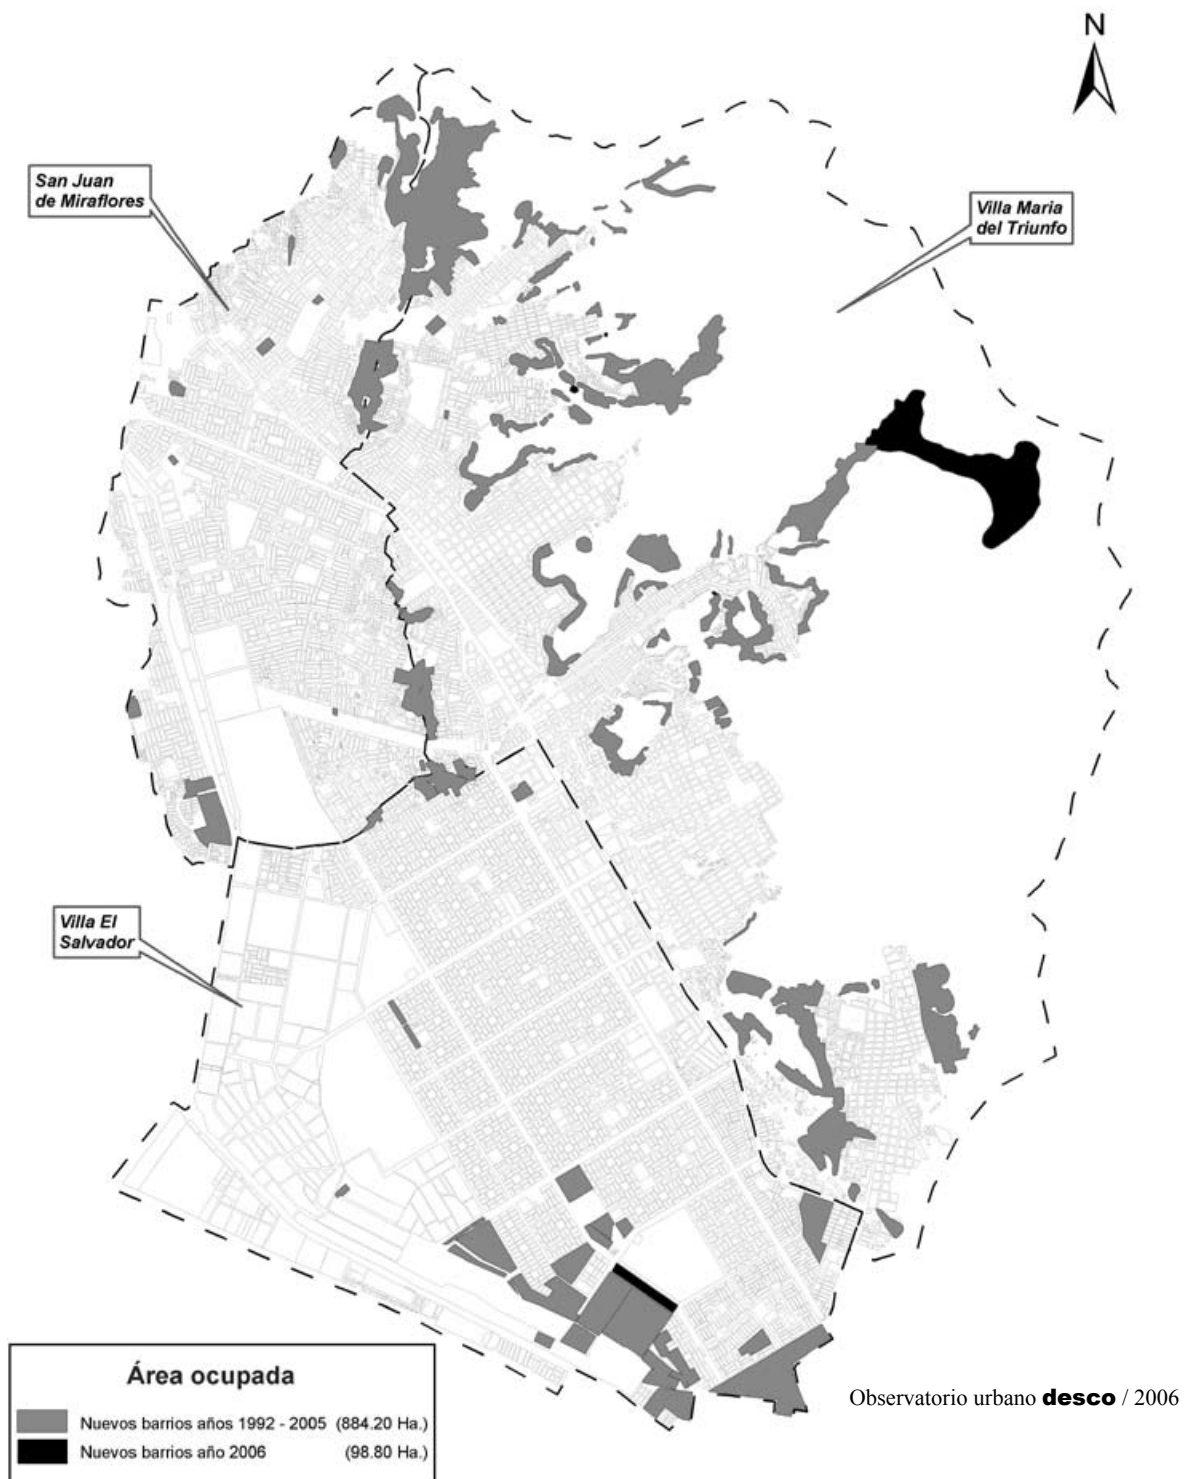 N
San Juan
de Miraflores
Villa Maria
del Triunfo
Villa El
Salvador
Área ocupada
Nuevos barrios años 1992 - 2005 (884.20 Ha.)
Nuevos barrios año 2006 (98.80 Ha.)
Observatorio urbano desco / 2006